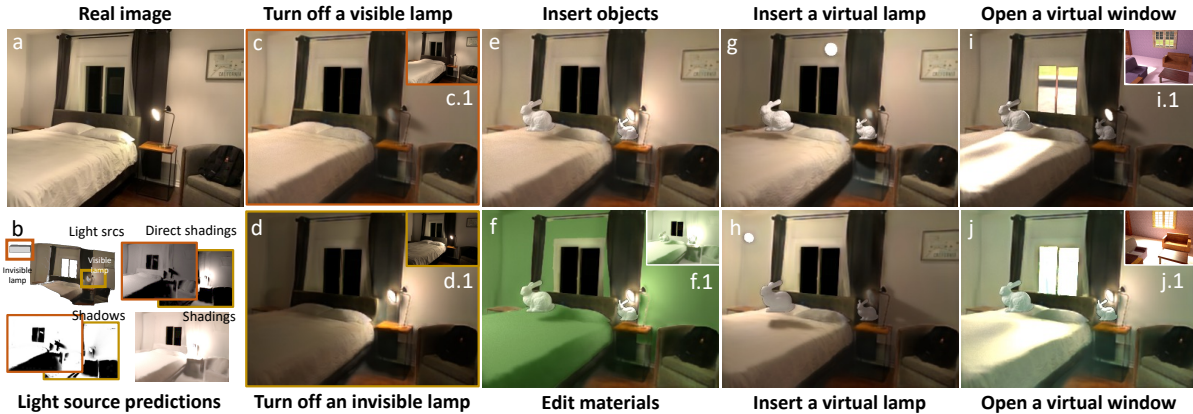 Real image
Turn off a visible lamp
Insert objects
Insert a virtual lamp
Open a virtual window
a
c
c.1
e
g
i
i.1
b
Light srcs
Direct shadings
Visible lamp
Invisible lamp
Shadows
Shadings
d
d.1
f
f.1
h
j
j.1
Light source predictions
Turn off an invisible lamp
Edit materials
Insert a virtual lamp
Open a virtual window